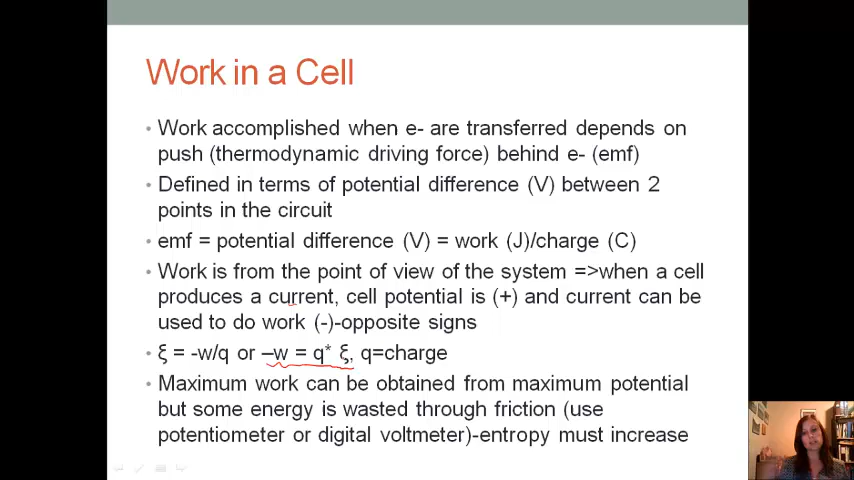 Work in a Cell
• Work accomplished when e- are transferred depends on
push (thermodynamic driving force) behind e- (emf)
• Defined in terms of potential difference (V) between 2
points in the circuit
• emf = potential difference (V) = work (J)/charge (C)
• Work is from the point of view of the system =>when a cell
produces a current, cell potential is (+) and current can be
used to do work (-)-opposite signs
• ξ = -w/q or –w = q* ξ, q=charge
• Maximum work can be obtained from maximum potential
but some energy is wasted through friction (use
potentiometer or digital voltmeter)-entropy must increase